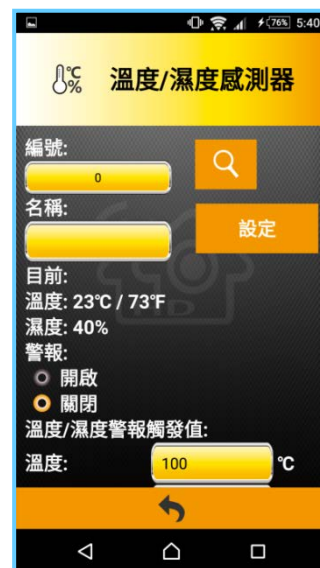 76% 5:40
℃
%
溫度/濕度感測器
編號:
0
名稱:
設定
目前:
溫度: 23℃ / 73℉
濕度: 40%
警報:
開啟
關閉
溫度/濕度警報觸發值:
溫度: 100 ℃
HD